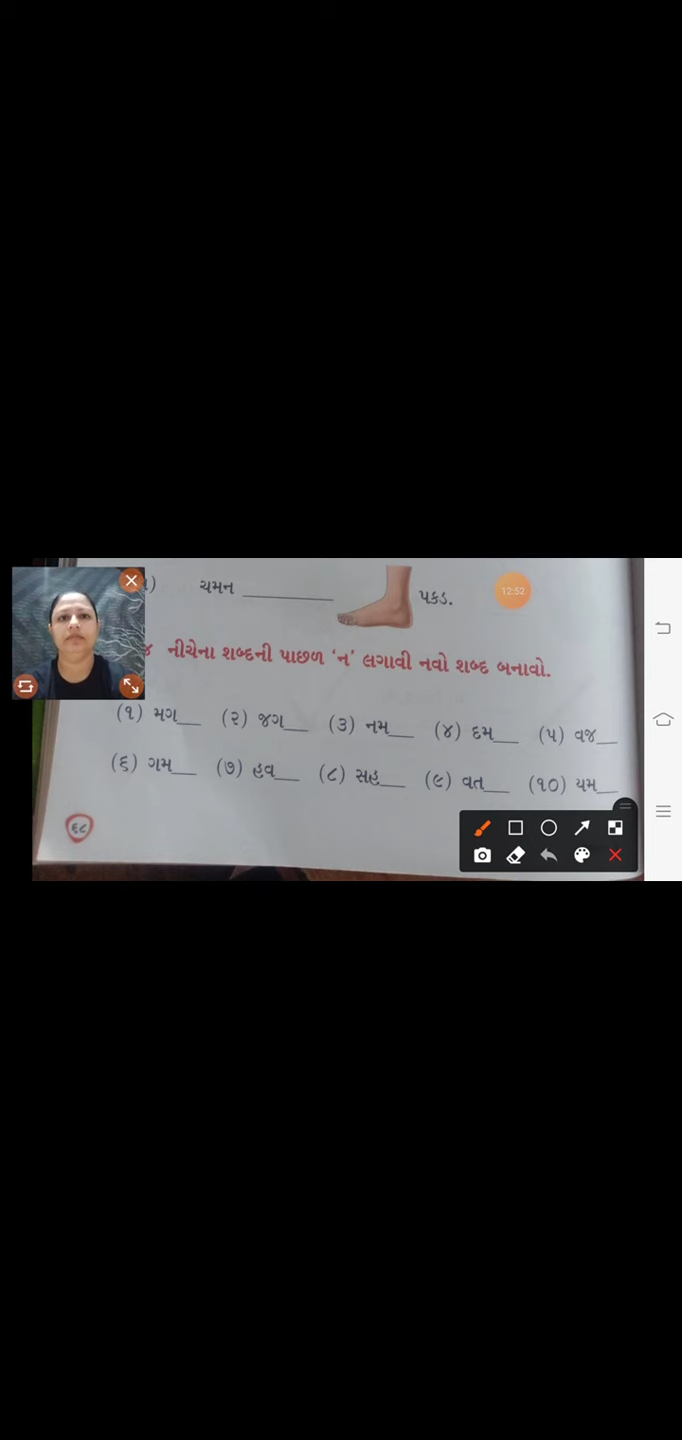 ચમન ________ પકડ.
12:52
૪ નીચેના શબ્દની પાછળ ‘ન’ લગાવી નવો શબ્દ બનાવો.
(૧) મગ__ (૨) જગ__ (૩) નમ__ (૪) દમ__ (૫) વજ__
(૬) ગમ__ (૭) હવ__ (૮) સહ__ (૯) વત__ (૧૦) યમ__
૬૮